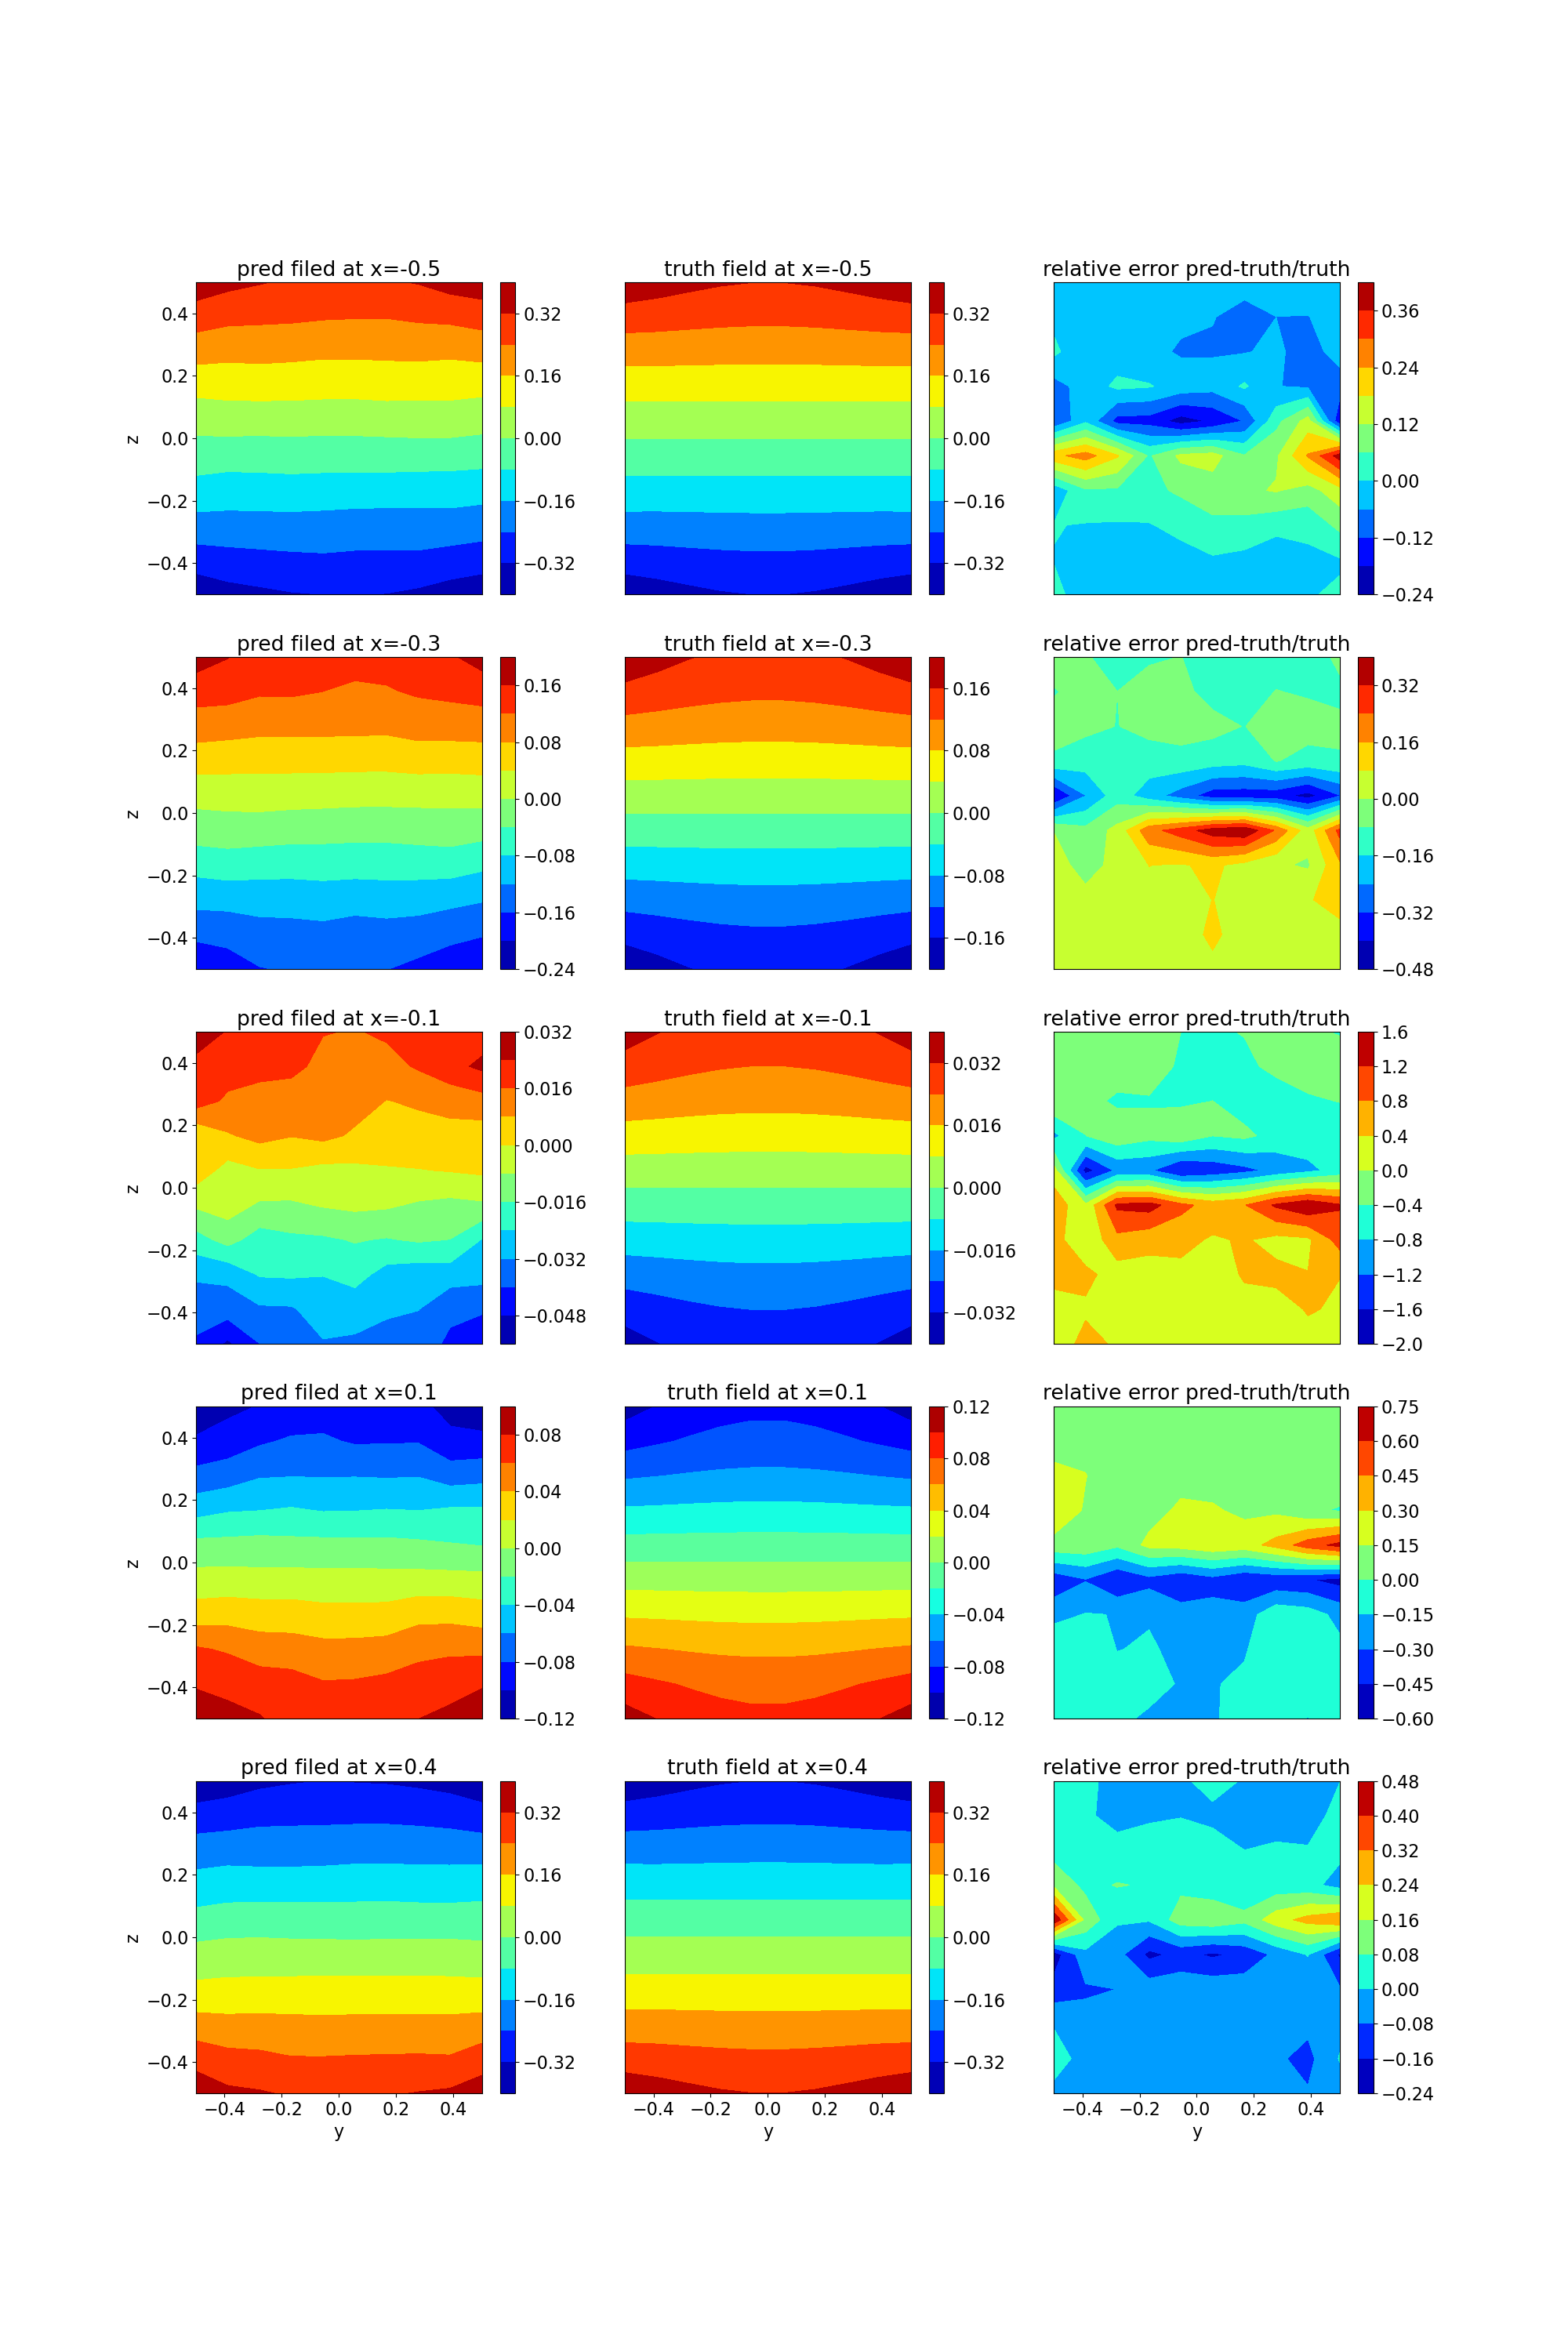 pred filed at x=-0.5 truth field at x=-0.5 relative error pred-truth/truth
0.4 0.2 0.0 −0.2 −0.4
z
0.32 0.16 0.00 −0.16 −0.32
0.32 0.16 0.00 −0.16 −0.32
0.36 0.24 0.12 0.00 −0.12 −0.24
pred filed at x=-0.3 truth field at x=-0.3 relative error pred-truth/truth
0.4 0.2 0.0 −0.2 −0.4
z
0.16 0.08 0.00 −0.08 −0.16 −0.24
0.16 0.08 0.00 −0.08 −0.16
0.32 0.16 0.00 −0.16 −0.32 −0.48
pred filed at x=-0.1 truth field at x=-0.1 relative error pred-truth/truth
0.4 0.2 0.0 −0.2 −0.4
z
0.032 0.016 0.000 −0.016 −0.032 −0.048
0.032 0.016 0.000 −0.016 −0.032
1.6 1.2 0.8 0.4 0.0 −0.4 −0.8 −1.2 −1.6 −2.0
pred filed at x=0.1 truth field at x=0.1 relative error pred-truth/truth
0.4 0.2 0.0 −0.2 −0.4
z
0.08 0.04 0.00 −0.04 −0.08 −0.12
0.12 0.08 0.04 0.00 −0.04 −0.08 −0.12
0.75 0.60 0.45 0.30 0.15 0.00 −0.15 −0.30 −0.45 −0.60
pred filed at x=0.4 truth field at x=0.4 relative error pred-truth/truth
0.4 0.2 0.0 −0.2 −0.4
z
0.32 0.16 0.00 −0.16 −0.32
0.32 0.16 0.00 −0.16 −0.32
0.48 0.40 0.32 0.24 0.16 0.08 0.00 −0.08 −0.16 −0.24
−0.4 −0.2 0.0 0.2 0.4 −0.4 −0.2 0.0 0.2 0.4 −0.4 −0.2 0.0 0.2 0.4
y y y